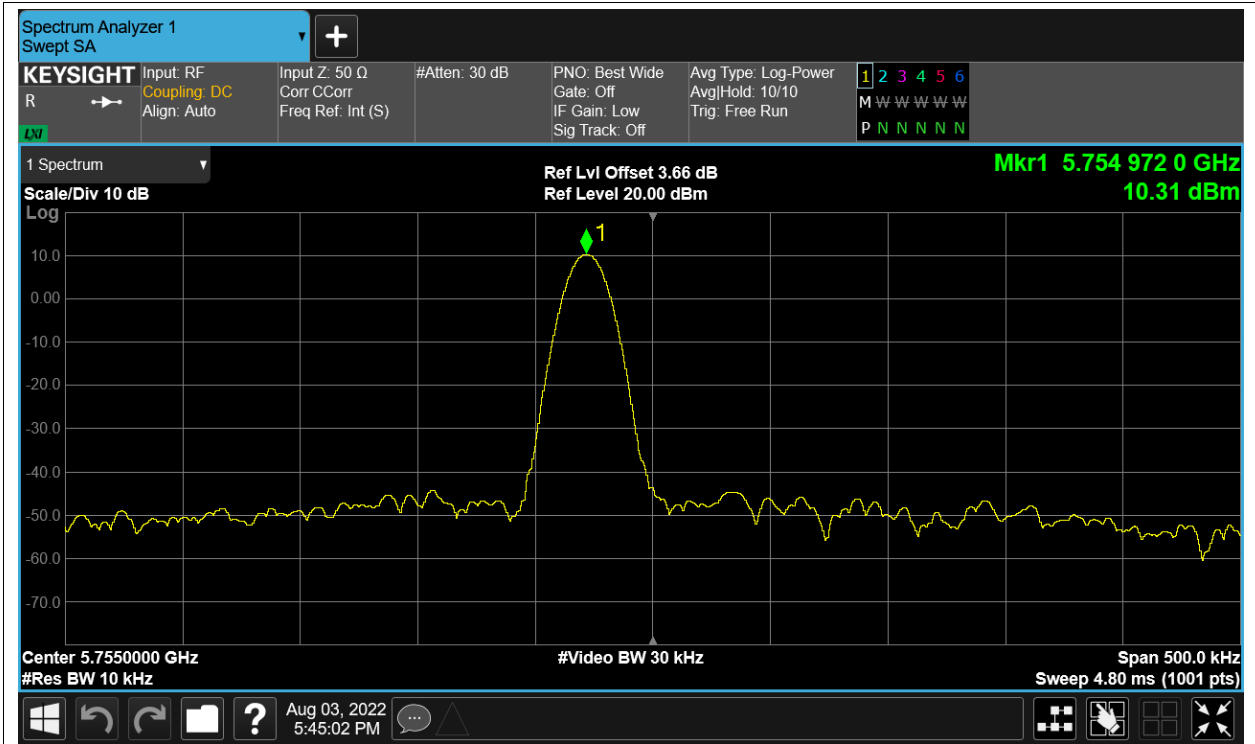 Spectrum Analyzer 1
Swept SA
+
KEYSIGHT
R
LXI
Input: RF
Coupling: DC
Align: Auto
Input Z: 50 Ω
Corr CCorr
Freq Ref: Int (S)
#Atten: 30 dB
PNO: Best Wide
Gate: Off
IF Gain: Low
Sig Track: Off
Avg Type: Log-Power
Avg|Hold: 10/10
Trig: Free Run
1 2 3 4 5 6
M W W W W W
P N N N N N
1 Spectrum
Scale/Div 10 dB
Log
Ref Lvl Offset 3.66 dB
Ref Level 20.00 dBm
Mkr1 5.754 972 0 GHz
10.31 dBm
1
10.0
0.00
-10.0
-20.0
-30.0
-40.0
-50.0
-60.0
-70.0
Center 5.7550000 GHz
#Res BW 10 kHz
#Video BW 30 kHz
Span 500.0 kHz
Sweep 4.80 ms (1001 pts)
?
Aug 03, 2022
5:45:02 PM